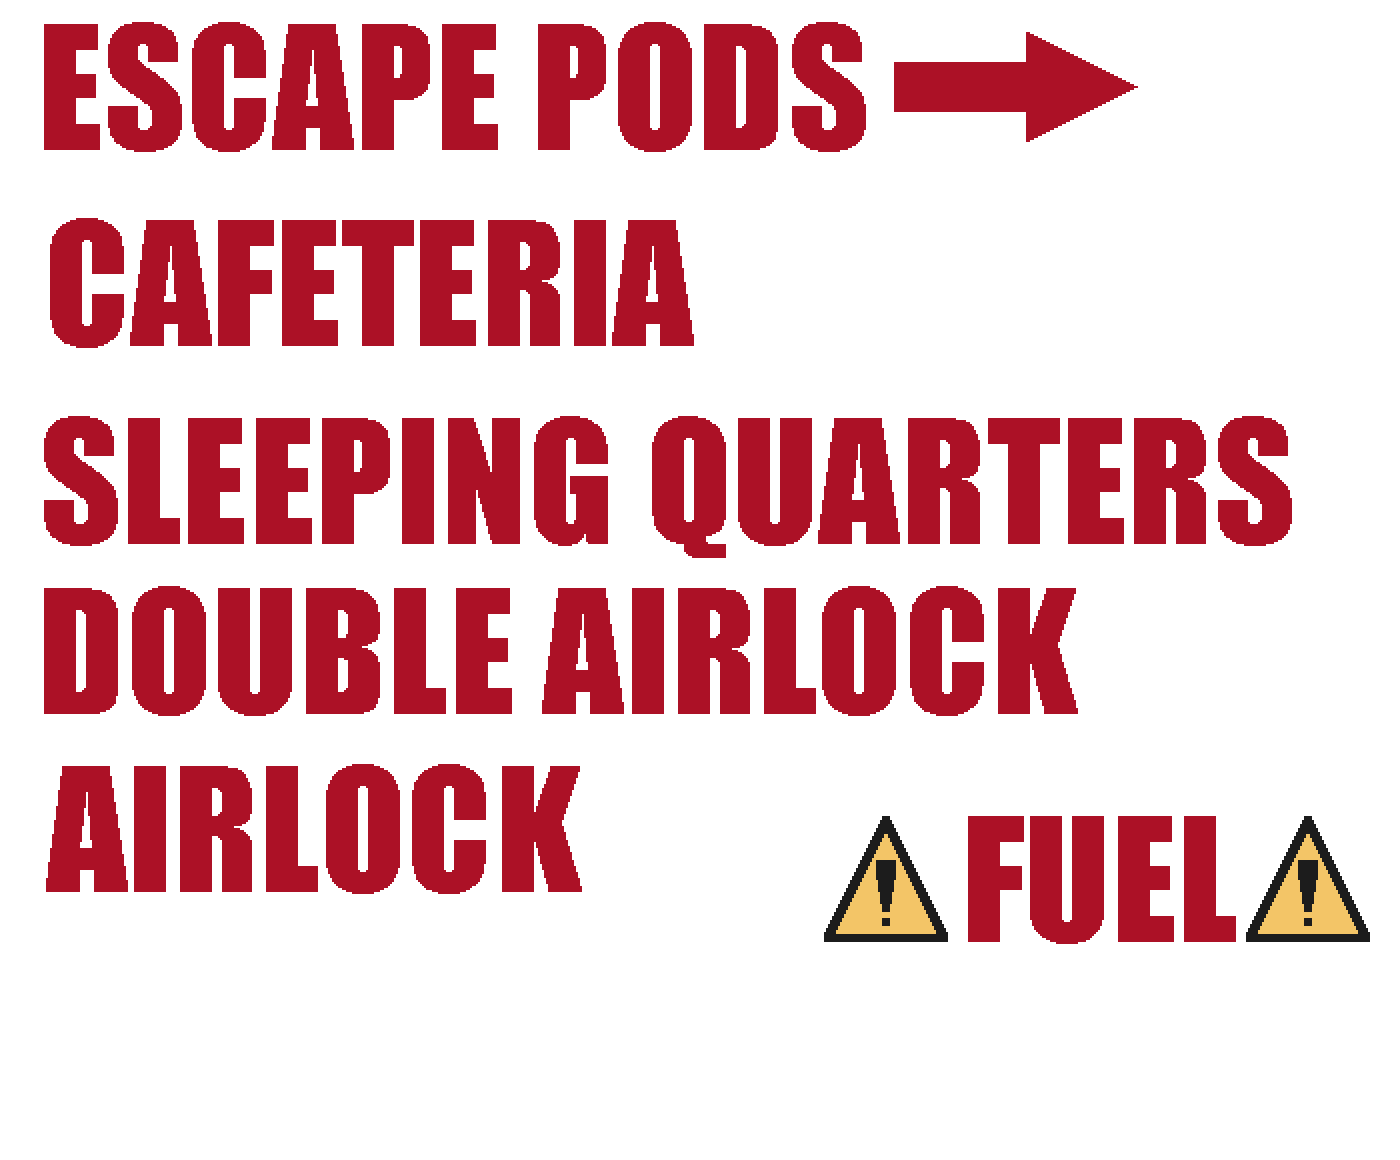 ESCAPE PODS
CAFETERIA
SLEEPING QUARTERS
DOUBLE AIRLOCK
AIRLOCK
FUEL